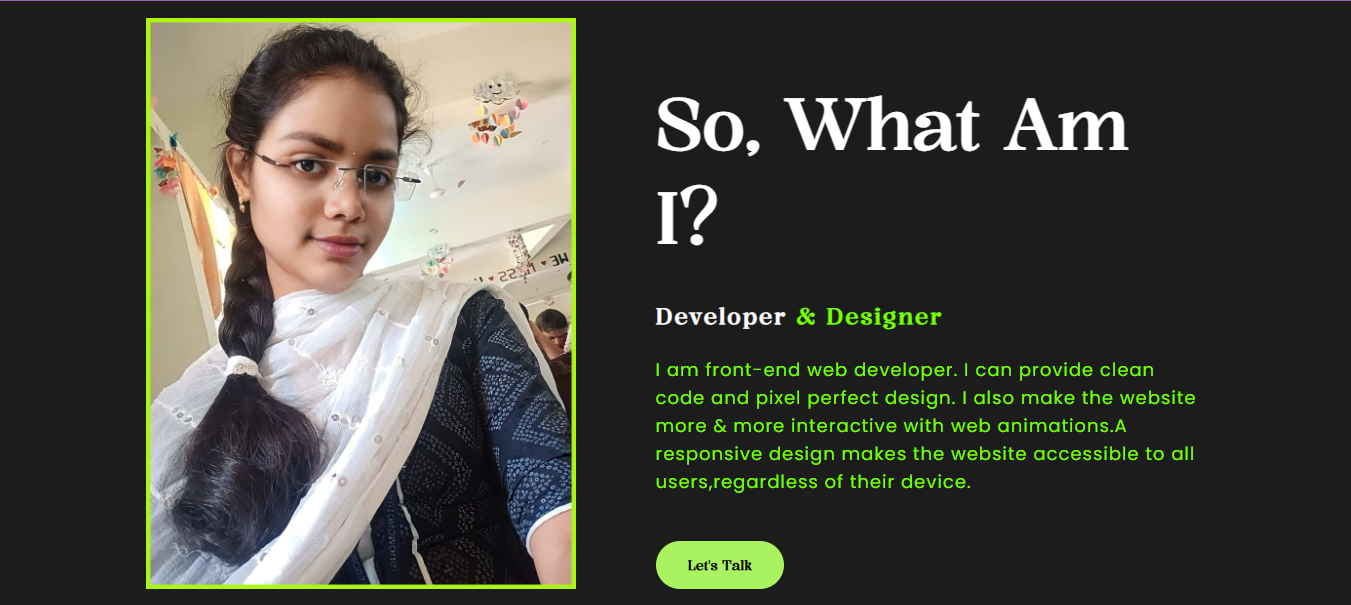 So, What Am
I?
Developer & Designer
I am front-end web developer. I can provide clean
code and pixel perfect design. I also make the website
more & more interactive with web animations.A
responsive design makes the website accessible to all
users,regardless of their device.
Let's Talk